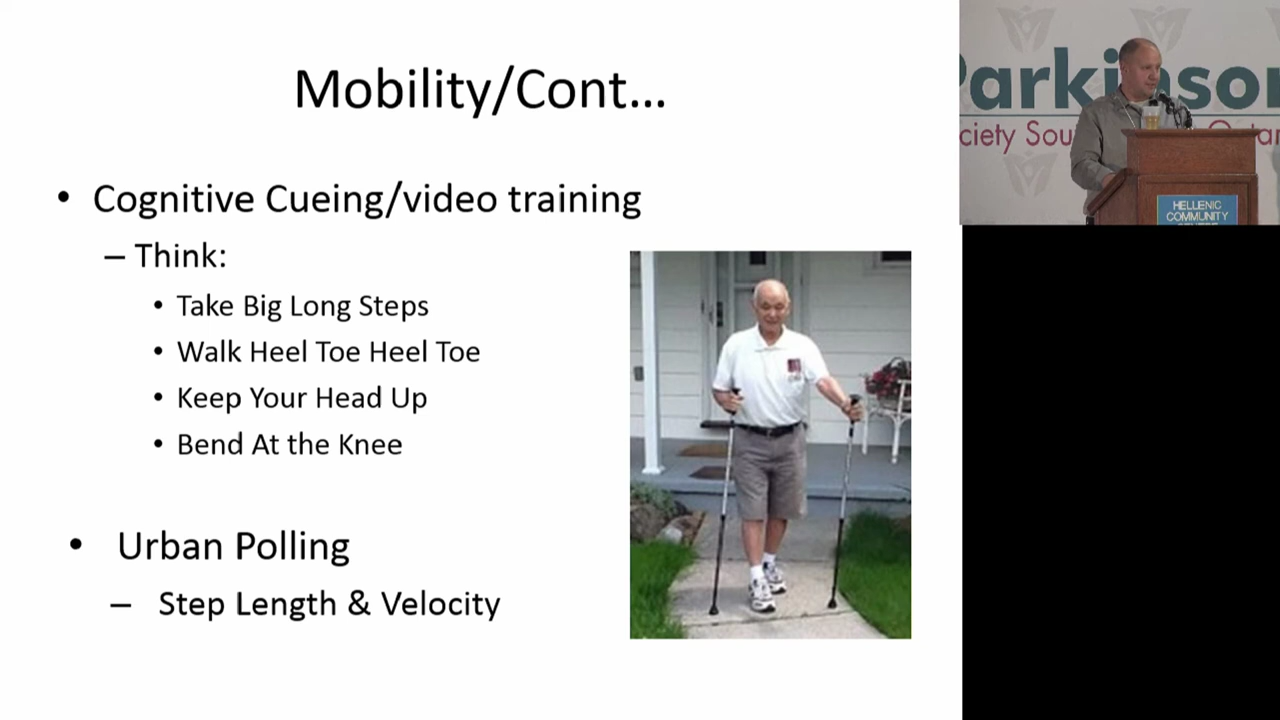 Mobility/Cont...
• Cognitive Cueing/video training
– Think:
• Take Big Long Steps
• Walk Heel Toe Heel Toe
• Keep Your Head Up
• Bend At the Knee
• Urban Polling
– Step Length & Velocity
Parkinson
ciety Sou Ontar
HELLENIC
COMMUNITY